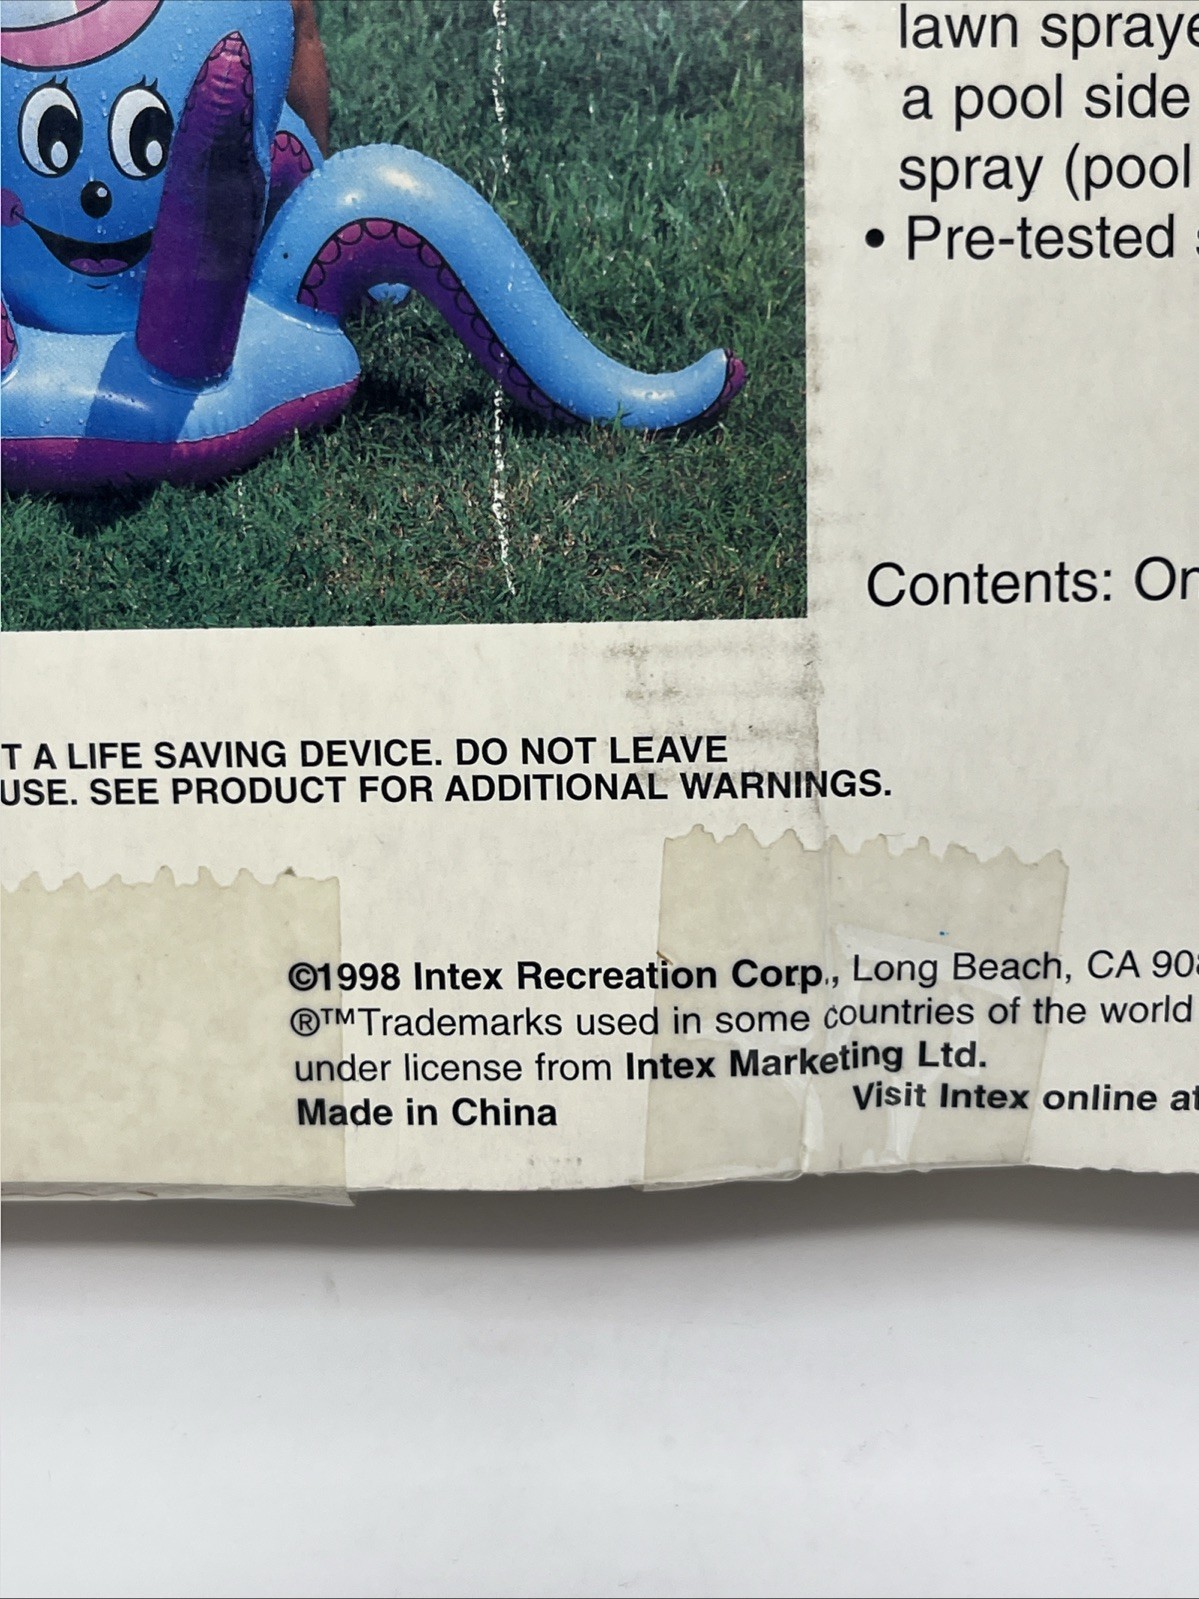 lawn spraye
a pool side
spray (pool
• Pre-tested
Contents: On
T A LIFE SAVING DEVICE. DO NOT LEAVE
USE. SEE PRODUCT FOR ADDITIONAL WARNINGS.
©1998 Intex Recreation Corp., Long Beach, CA 908
®™Trademarks used in some countries of the world
under license from Intex Marketing Ltd.
Made in China
Visit Intex online at